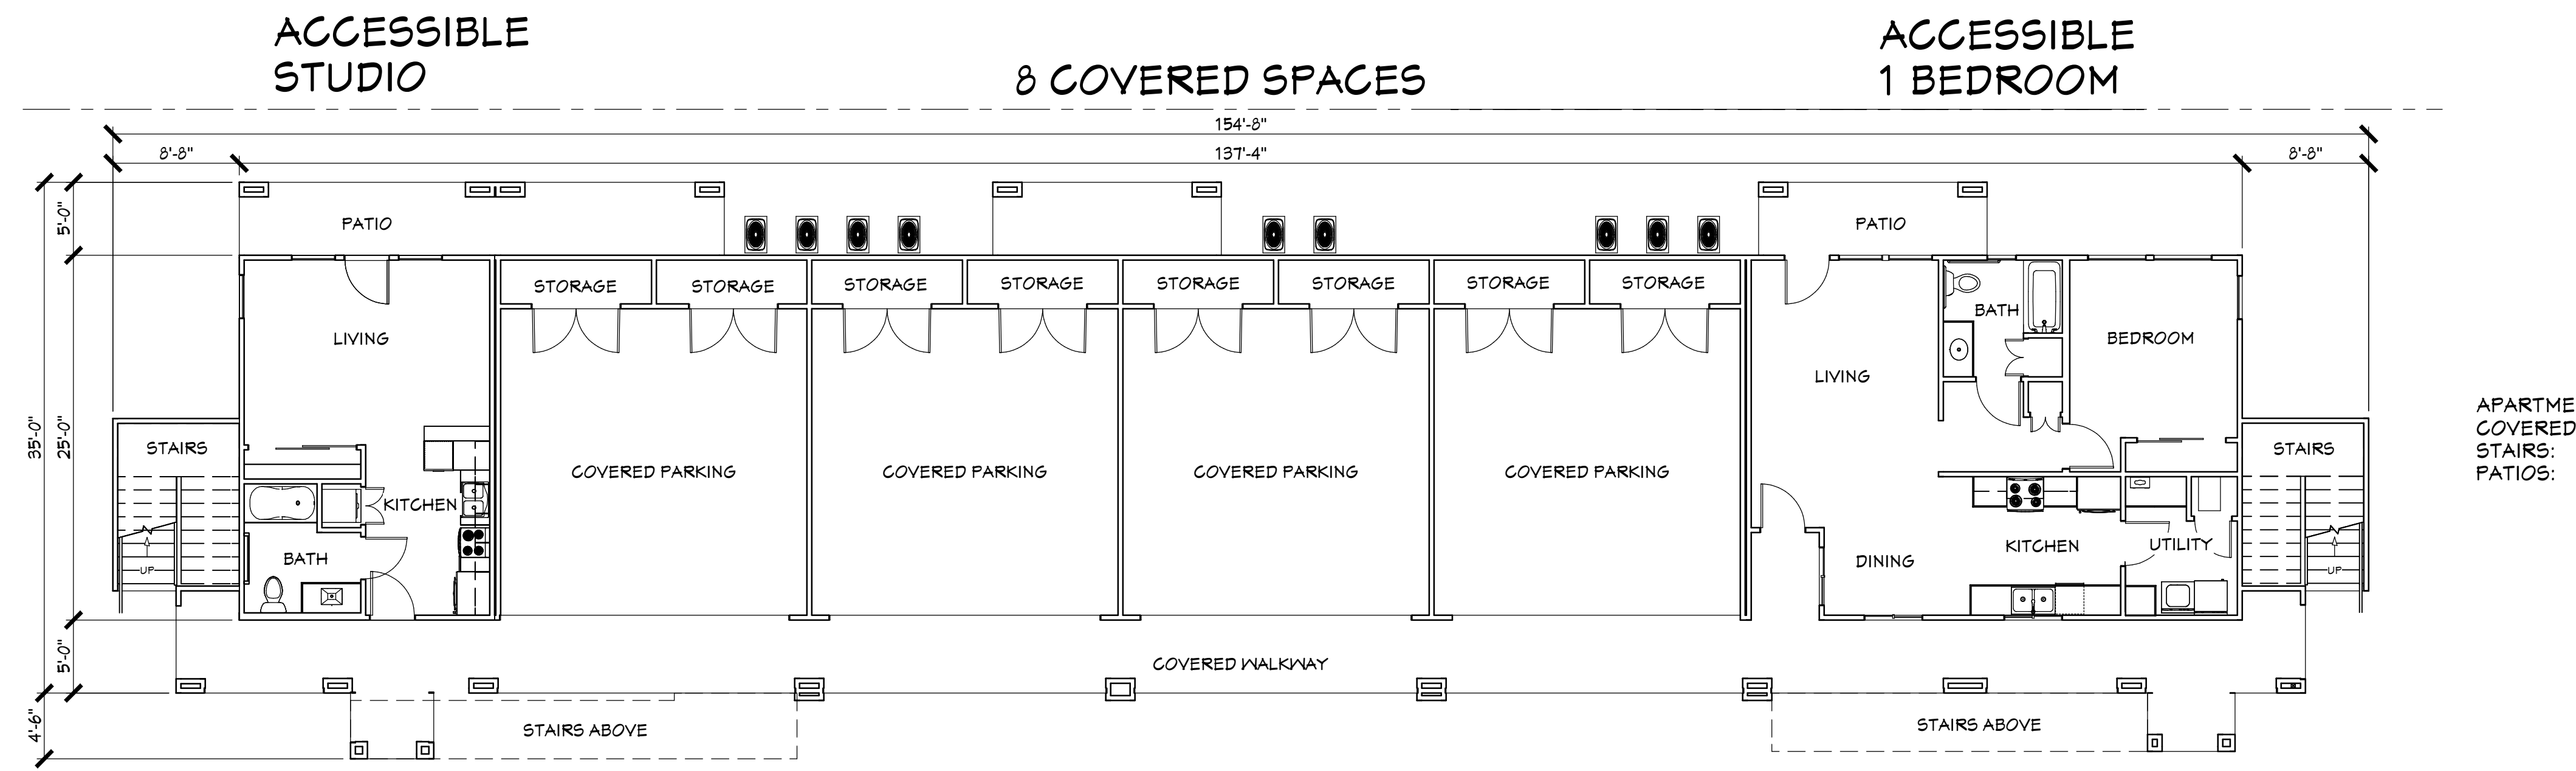 ACCESSIBLE
STUDIO
8 COVERED SPACES
ACCESSIBLE
1 BEDROOM
154'-8"
8'-8"
137'-4"
8'-8"
5'-0"
35'-0"
25'-0"
5'-0"
4'-6"
PATIO
PATIO
STORAGE
STORAGE
STORAGE
STORAGE
STORAGE
STORAGE
STORAGE
STORAGE
LIVING
BATH
BEDROOM
LIVING
STAIRS
COVERED PARKING
COVERED PARKING
COVERED PARKING
COVERED PARKING
STAIRS
KITCHEN
BATH
UP
DINING
KITCHEN
UTILITY
UP
COVERED WALKWAY
STAIRS ABOVE
STAIRS ABOVE
APARTME
COVERED
STAIRS:
PATIOS: